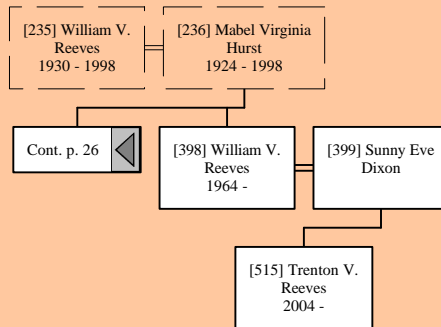 [235] William V.
Reeves
1930 - 1998
[236] Mabel Virginia
Hurst
1924 - 1998
Cont. p. 26
[398] William V.
Reeves
1964 -
[399] Sunny Eve
Dixon
[515] Trenton V.
Reeves
2004 -